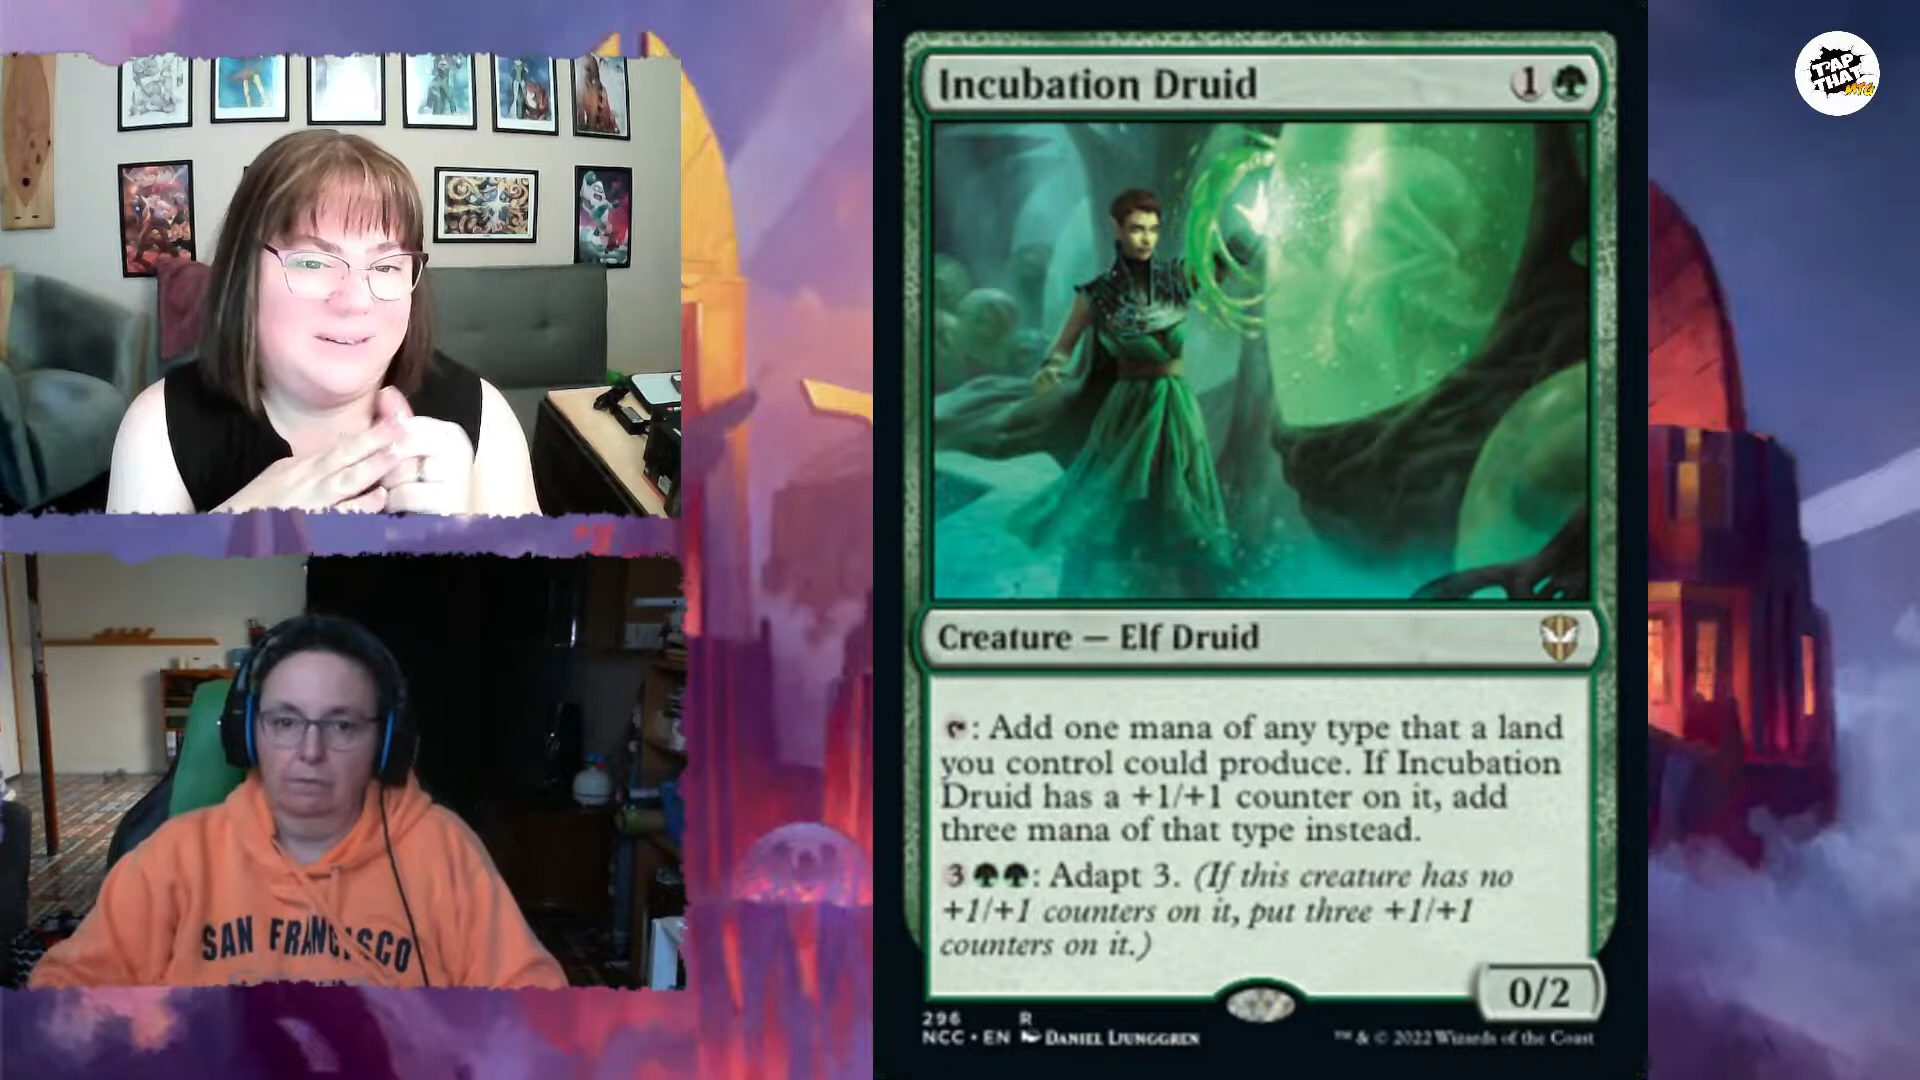 TAP
THAT
MTG
Incubation Druid 1
Creature — Elf Druid
: Add one mana of any type that a land
you control could produce. If Incubation
Druid has a +1/+1 counter on it, add
three mana of that type instead.
3 : Adapt 3. (If this creature has no
+1/+1 counters on it, put three +1/+1
counters on it.)
0/2
296 R
NCC • EN DANIEL LJUNGGREN
™ & © 2022 Wizards of the Coast
SAN FRANCISCO